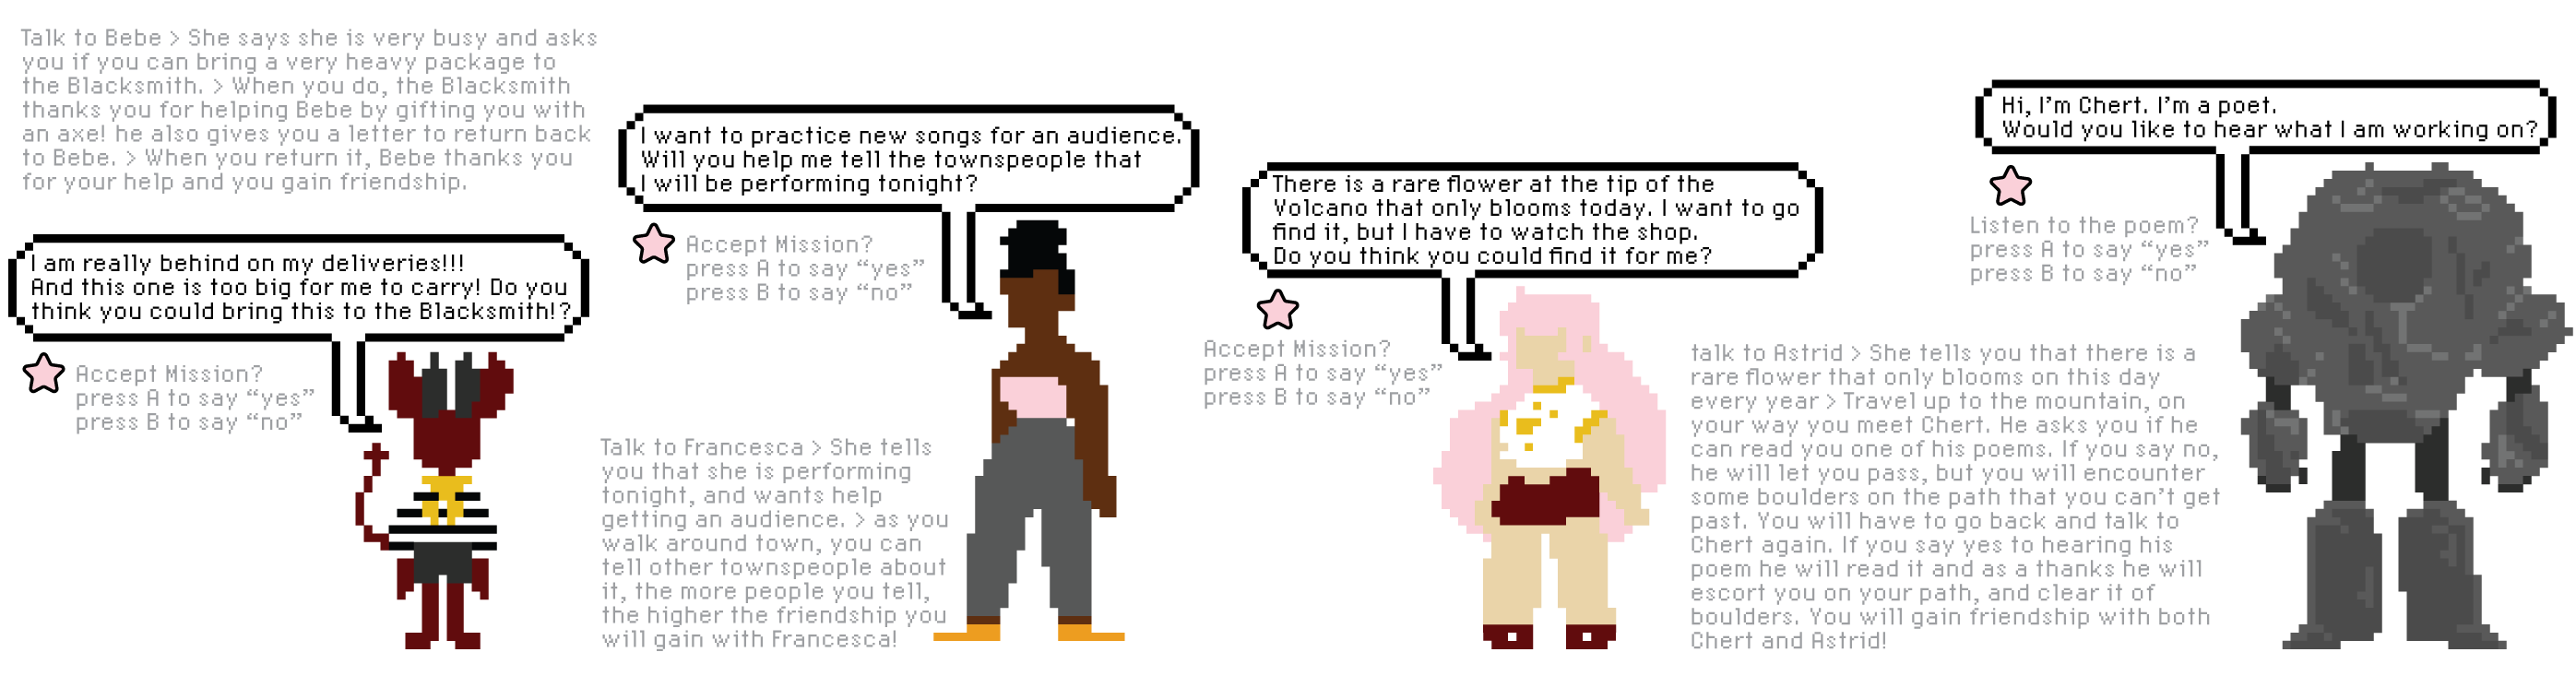 Talk to Bebe > She says she is very busy and asks
you if you can bring a very heavy package to
the Blacksmith. > When you do, the Blacksmith
thanks you for helping Bebe by gifting you with
an axe! he also gives you a letter to return back
to Bebe. > When you return it, Bebe thanks you
for your help and you gain friendship.
I am really behind on my deliveries!!!
And this one is too big for me to carry! Do you
think you could bring this to the Blacksmith!?
Accept Mission?
press A to say “yes”
press B to say “no”
I want to practice new songs for an audience.
Will you help me tell the townspeople that
I will be performing tonight?
Accept Mission?
press A to say “yes”
press B to say “no”
Talk to Francesca > She tells
you that she is performing
tonight, and wants help
getting an audience. > as you
walk around town, you can
tell other townspeople about
it, the more people you tell,
the higher the friendship you
will gain with Francesca!
There is a rare flower at the tip of the
Volcano that only blooms today. I want to go
find it, but I have to watch the shop.
Do you think you could find it for me?
Accept Mission?
press A to say “yes”
press B to say “no”
talk to Astrid > She tells you that there is a
rare flower that only blooms on this day
every year > Travel up to the mountain, on
your way you meet Chert. He asks you if he
can read you one of his poems. If you say no,
he will let you pass, but you will encounter
some boulders on the path that you can’t get
past. You will have to go back and talk to
Chert again. If you say yes to hearing his
poem he will read it and as a thanks he will
escort you on your path, and clear it of
boulders. You will gain friendship with both
Chert and Astrid!
Hi, I’m Chert. I’m a poet.
Would you like to hear what I am working on?
Listen to the poem?
press A to say “yes”
press B to say “no”